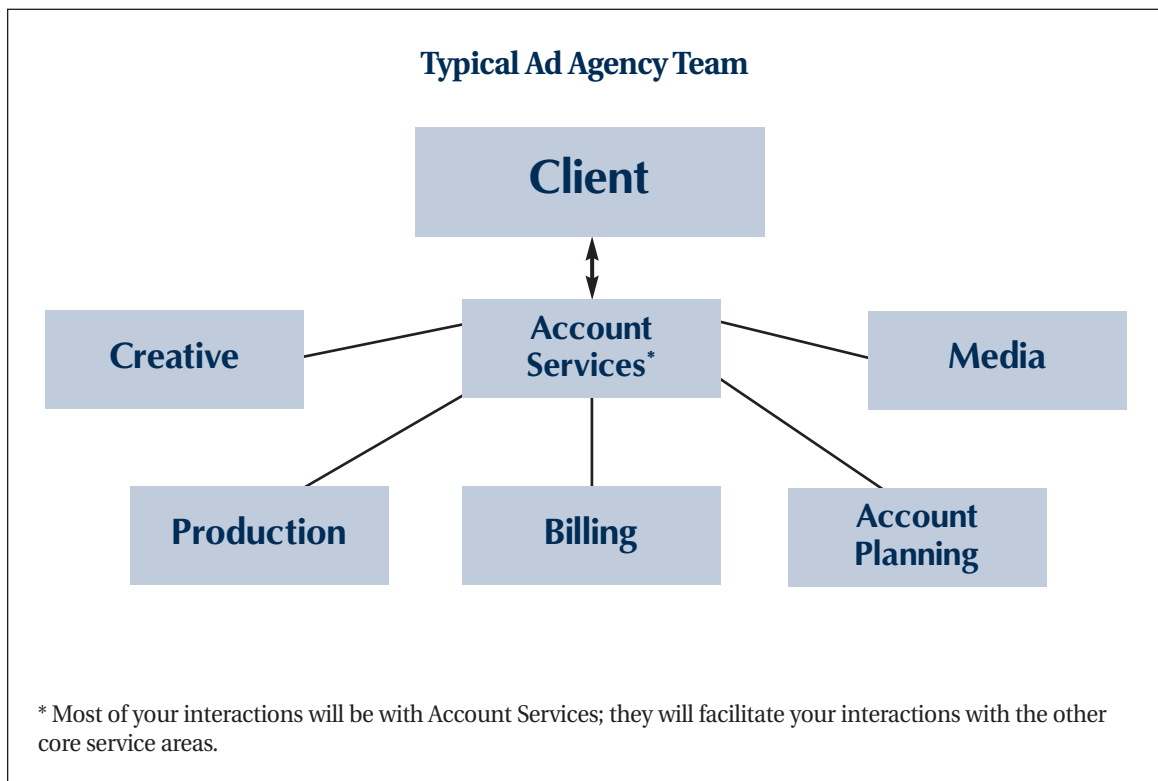 Typical Ad Agency Team
Client
Account
Services*
Creative
Media
Production
Billing
Account
Planning
* Most of your interactions will be with Account Services; they will facilitate your interactions with the other
core service areas.